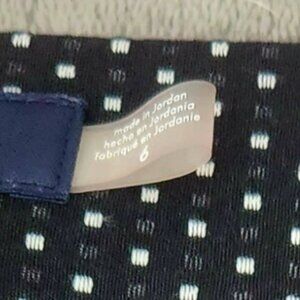 made in Jordan
hecho en Jordania
fabriqué en Jordanie
6